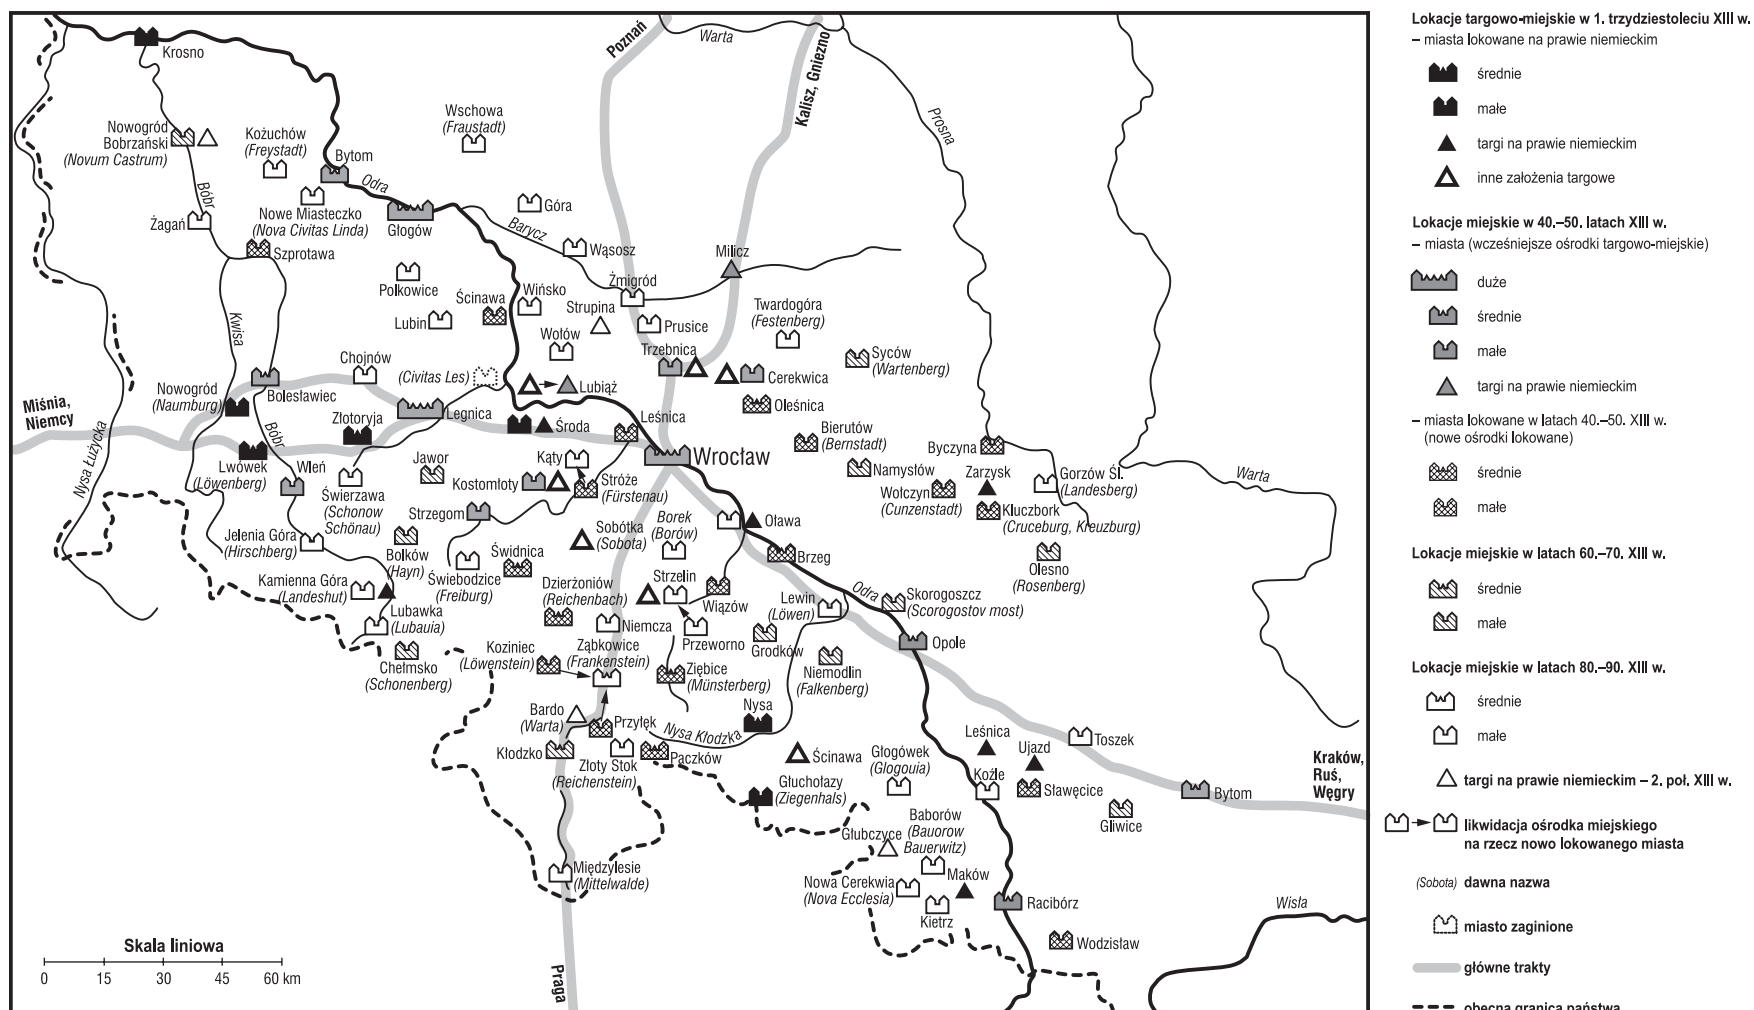 Krosno
Poznań
Warta
Kalisz, Gniezno
Wschowa
(Fraustadt)
Prosna
Nowogród
Bobrzański
(Novum Castrum)
Kożuchów
(Freystadt)
Bytom
Odra
Bóbr
Nowe Miasteczko
(Nova Civitas Linda)
Głogów
Góra
Barycz
Żagań
Szprotawa
Wąsosz
Milicz
Polkowice
Żmigród
Ścinawa
Wińsko
Strupina
Twardogóra
(Festenberg)
Kwisa
Lubin
Wołów
Prusice
Trzebnica
Syców
(Wartenberg)
Chojnów
(Civitas Les)
Nowogród
(Naumburg)
Bolesławiec
Lubiąż
Cerekwica
Oleśnica
Miśnia,
Niemcy
Złotoryja
Legnica
Środa
Leśnica
Bóbr
Nysa Łużycka
Lwówek
(Löwenberg)
Wleń
Jawor
Kąty
Wrocław
Bierutów
(Bernstadt)
Byczyna
Świerzawa
(Schonow
Schönau)
Kostomłoty
Stróże
(Fürstenau)
Namysłów
Zarzysk
Gorzów Śl.
(Landesberg)
Warta
Wołczyn
(Cunzenstadt)
Kluczbork
(Cruceburg, Kreuzburg)
Strzegom
Jelenia Góra
(Hirschberg)
Bolków
(Hayn)
Sobótka
(Sobota)
Borek
(Borów)
Oława
Brzeg
Olesno
(Rosenberg)
Świebodzice
(Freiburg)
Świdnica
Kamienna Góra
(Landeshut)
Dzierżoniów
(Reichenbach)
Strzelin
Wiązów
Lewin
(Löwen)
Odra
Skorogoszcz
(Scorogostov most)
Lubawka
(Lubauia)
Niemcza
Przeworno
Grodków
Opole
Chełmsko
(Schonenberg)
Koziniec
(Löwenstein)
Ząbkowice
(Frankenstein)
Ziębice
(Münsterberg)
Niemodlin
(Falkenberg)
Bardo
(Warta)
Przyłęk
Nysa
Nysa Kłodzka
Kłodzko
Złoty Stok
(Reichenstein)
Paczków
Ścinawa
Głogówek
(Glogouia)
Leśnica
Ujazd
Toszek
Kraków,
Ruś,
Węgry
Głuchołazy
(Ziegenhals)
Koźle
Sławęcice
Bytom
Gliwice
Baborów
(Bauorow
Bauerwitz)
Głubczyce
Międzylesie
(Mittelwalde)
Nowa Cerekwia
(Nova Ecclesia)
Maków
Kietrz
Racibórz
Wisła
Wodzisław
Praga
Skala liniowa
0 15 30 45 60 km
Lokacje targowo-miejskie w 1. trzydziestoleciu XIII w.
– miasta lokowane na prawie niemieckim
średnie
małe
targi na prawie niemieckim
inne założenia targowe
Lokacje miejskie w 40.–50. latach XIII w.
– miasta (wcześniejsze ośrodki targowo-miejskie)
duże
średnie
małe
targi na prawie niemieckim
– miasta lokowane w latach 40.–50. XIII w.
(nowe ośrodki lokowane)
średnie
małe
Lokacje miejskie w latach 60.–70. XIII w.
średnie
małe
Lokacje miejskie w latach 80.–90. XIII w.
średnie
małe
targi na prawie niemieckim – 2. poł. XIII w.
likwidacja ośrodka miejskiego
na rzecz nowo lokowanego miasta
(Sobota) dawna nazwa
miasto zaginione
główne trakty
obecna granica państwa